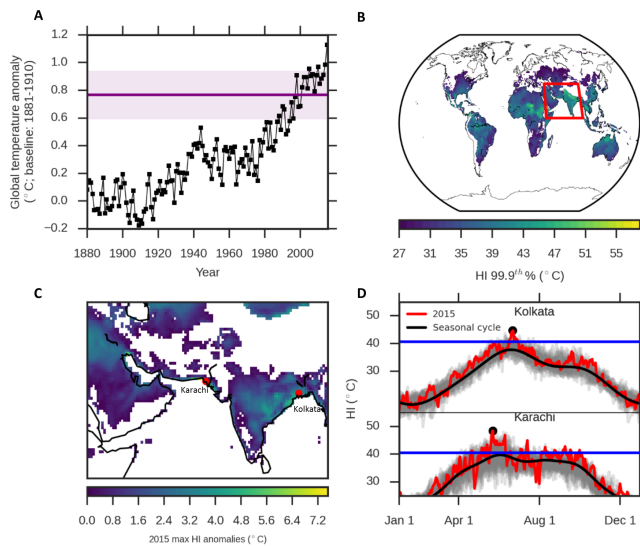 A
Global temperature anomaly
(°C; baseline: 1881-1910)
1.2
1.0
0.8
0.6
0.4
0.2
0.0
−0.2
1880 1900 1920 1940 1960 1980 2000
Year
B
27 31 35 39 43 47 51 55
HI 99.9th % (°C)
C
Karachi
Kolkata
0.0 0.8 1.6 2.4 3.2 4.0 4.8 5.6 6.4 7.2
2015 max HI anomalies (°C)
D
HI (°C)
2015
Seasonal cycle
Kolkata
50
40
30
Karachi
50
40
30
Jan 1 Apr 1 Aug 1 Dec 1